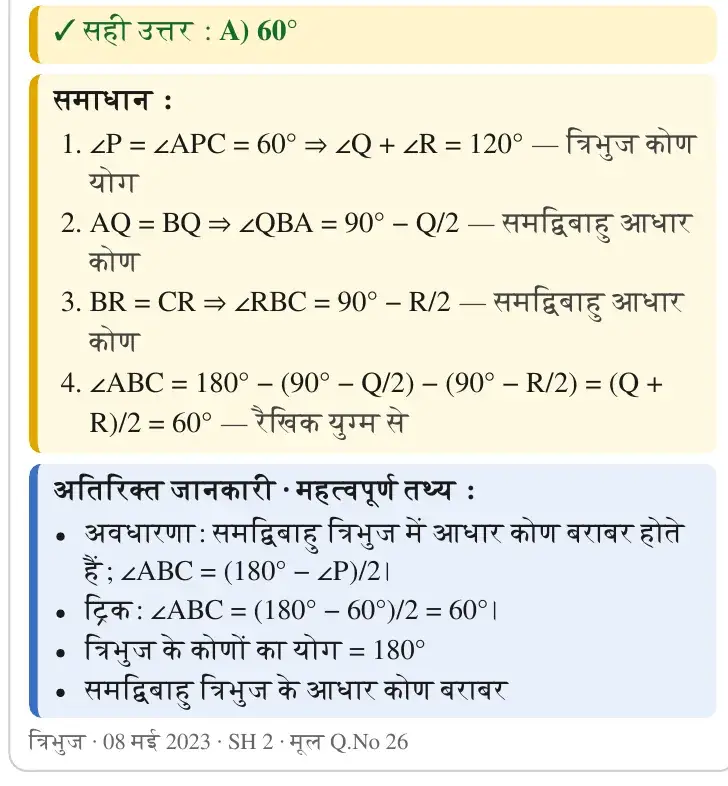 ✓ सही उत्तर : A) 60°
समाधान :
1. ∠P = ∠APC = 60° ⇒ ∠Q + ∠R = 120° — त्रिभुज कोण
योग
2. AQ = BQ ⇒ ∠QBA = 90° − Q/2 — समद्विबाहु आधार
कोण
3. BR = CR ⇒ ∠RBC = 90° − R/2 — समद्विबाहु आधार
कोण
4. ∠ABC = 180° − (90° − Q/2) − (90° − R/2) = (Q +
R)/2 = 60° — रैखिक युग्म से
अतिरिक्त जानकारी · महत्वपूर्ण तथ्य :
• अवधारणा : समद्विबाहु त्रिभुज में आधार कोण बराबर होते
हैं ; ∠ABC = (180° − ∠P)/2।
• ट्रिक : ∠ABC = (180° − 60°)/2 = 60°।
• त्रिभुज के कोणों का योग = 180°
• समद्विबाहु त्रिभुज के आधार कोण बराबर
त्रिभुज · 08 मई 2023 · SH 2 · मूल Q.No 26